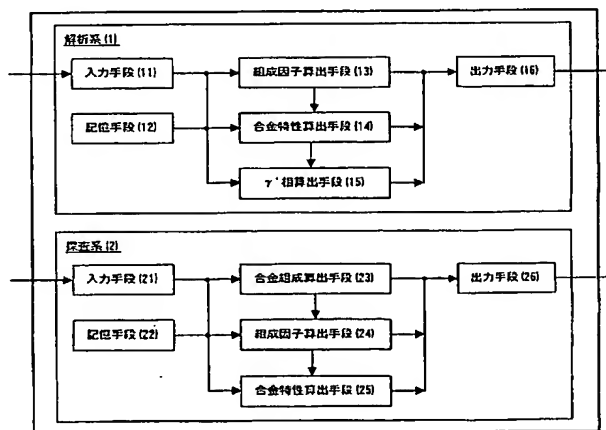 解析系(1)
入力手段(11)
組成因子算出手段(13)
出力手段(16)
記憶手段(12)
合金特性算出手段(14)
γ'相算出手段(15)
探査系(2)
入力手段(21)
合金組成算出手段(23)
出力手段(26)
記憶手段(22)
組成因子算出手段(24)
合金特性算出手段(25)